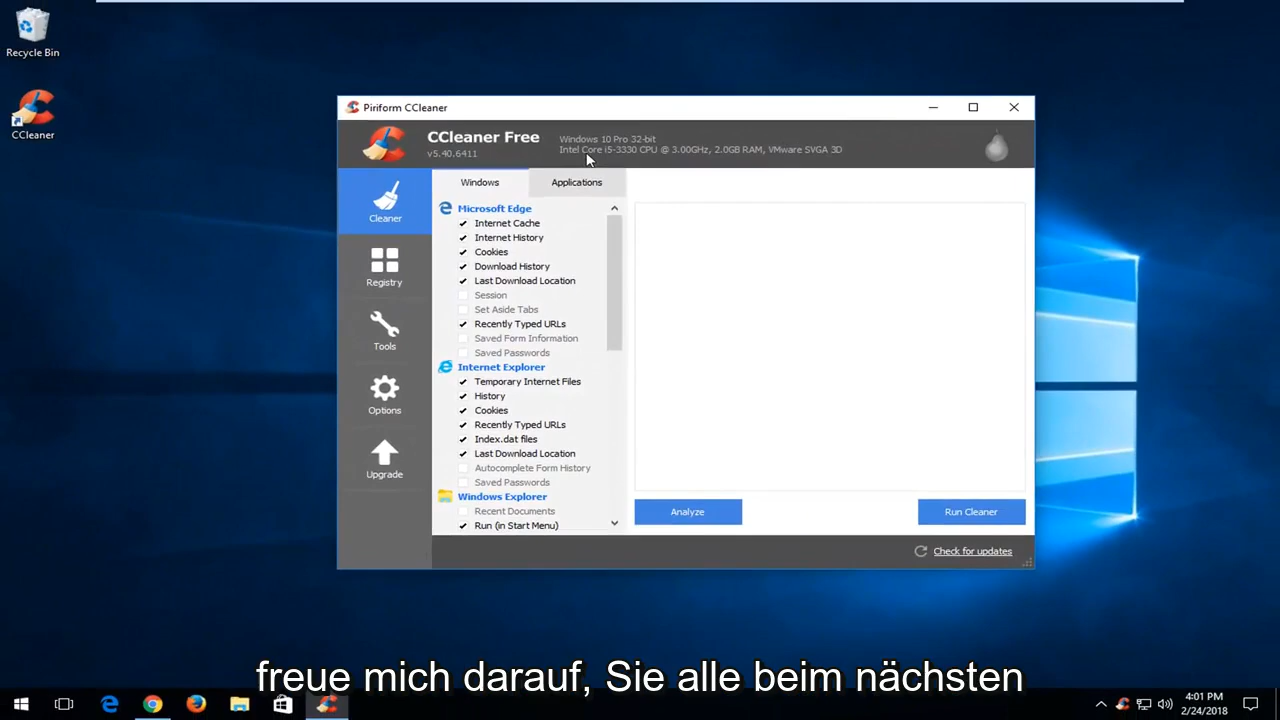 Recycle Bin
CCleaner
Piriform CCleaner
CCleaner Free
v5.40.6411
Windows 10 Pro 32-bit
Intel Core i5-3330 CPU @ 3.00GHz, 2.0GB RAM, VMware SVGA 3D
Cleaner
Registry
Tools
Options
Upgrade
Windows
Applications
Microsoft Edge
Internet Cache
Internet History
Cookies
Download History
Last Download Location
Session
Set Aside Tabs
Recently Typed URLs
Saved Form Information
Saved Passwords
Internet Explorer
Temporary Internet Files
History
Cookies
Recently Typed URLs
Index.dat files
Last Download Location
Autocomplete Form History
Saved Passwords
Windows Explorer
Recent Documents
Run (in Start Menu)
Analyze
Run Cleaner
Check for updates
freue mich darauf, Sie alle beim nächsten
4:01 PM
2/24/2018